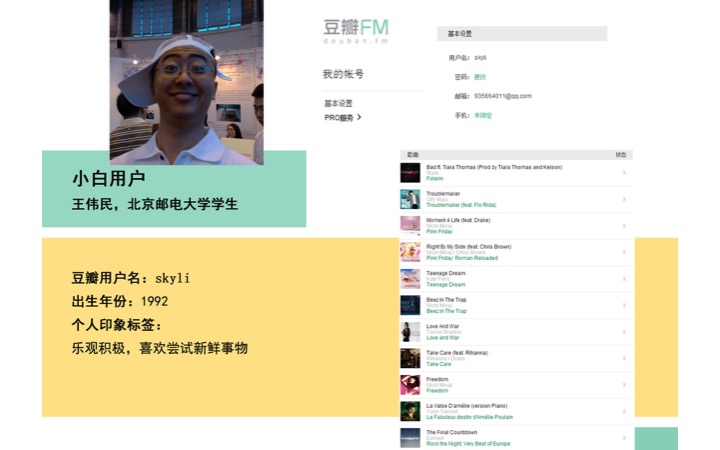 豆瓣FM
douban.fm
我的帐号
基本设置
PRO服务
基本设置
用户名： skyli
密码： 更改
邮箱： 935664011@qq.com
手机： 未绑定
小白用户
王伟民，北京邮电大学学生
豆瓣用户名：skyli
出生年份：1992
个人印象标签：
乐观积极，喜欢尝试新鲜事物
歌曲 状态
Bad ft. Tiara Thomas (Prod by Tiara Thomas and Kelson)
Wale
Folarin
X
Troublemaker
Olly Murs
Troublemaker (feat. Flo Rida)
X
Moment 4 Life (feat. Drake)
Nicki Minaj
Pink Friday
X
Right By My Side (feat. Chris Brown)
Nicki Minaj / Chris Brown
Pink Friday: Roman Reloaded
X
Teenage Dream
Katy Perry
Teenage Dream
X
Beez In The Trap
Nicki Minaj
Beez In The Trap
X
Love And War
Tamar Braxton
Love and War
X
Take Care (feat. Rihanna)
Rihanna / Drake
Take Care
X
Freedom
Nicki Minaj
Freedom
X
La Valse D'Amélie (version Piano)
Yann Tiersen
Le Fabuleux destin d'Amélie Poulain
X
The Final Countdown
Europe
Rock the Night: Very Best of Europe
X